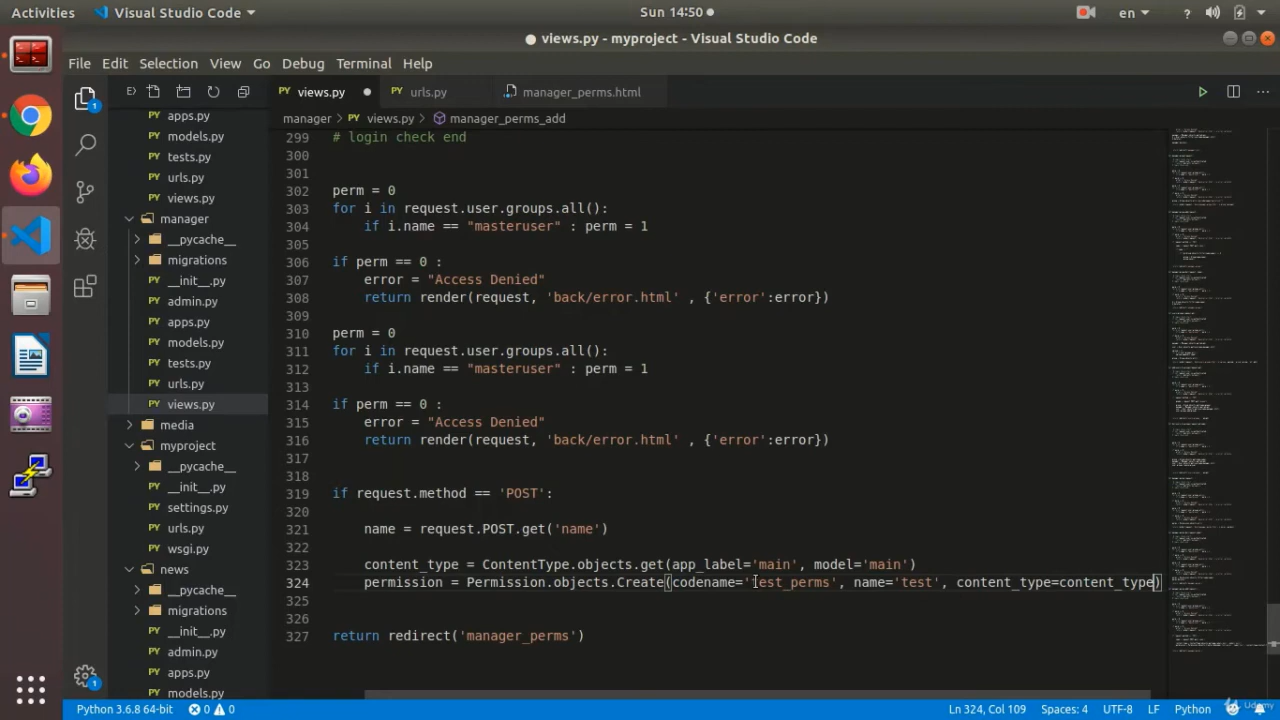 Activities Visual Studio Code Sun 14:50 en
views.py - myproject - Visual Studio Code
File Edit Selection View Go Debug Terminal Help
views.py urls.py manager_perms.html
manager > views.py > manager_perms_add
apps.py
models.py
tests.py
urls.py
views.py
manager
__pycache__
migrations
__init__.py
admin.py
apps.py
models.py
tests.py
urls.py
views.py
media
myproject
__pycache__
__init__.py
settings.py
urls.py
wsgi.py
news
__pycache__
migrations
__init__.py
admin.py
apps.py
models.py
1
1
299 # login check end
300
301
302 perm = 0
303 for i in request.user.groups.all():
304 if i.name == "masteruser" : perm = 1
305
306 if perm == 0 :
307 error = "Access Denied"
308 return render(request, 'back/error.html' , {'error':error})
309
310 perm = 0
311 for i in request.user.groups.all():
312 if i.name == "masteruser" : perm = 1
313
314 if perm == 0 :
315 error = "Access Denied"
316 return render(request, 'back/error.html' , {'error':error})
317
318
319 if request.method == 'POST':
320
321 name = request.POST.get('name')
322
323 content_type = ContentType.objects.get(app_label='main', model='main')
324 permission = Permission.objects.Create(codename='test_perms', name='test', content_type=content_type)
325
326
327 return redirect('manager_perms')
Python 3.6.8 64-bit 0 0 Ln 324, Col 109 Spaces: 4 UTF-8 LF Python
Udemy